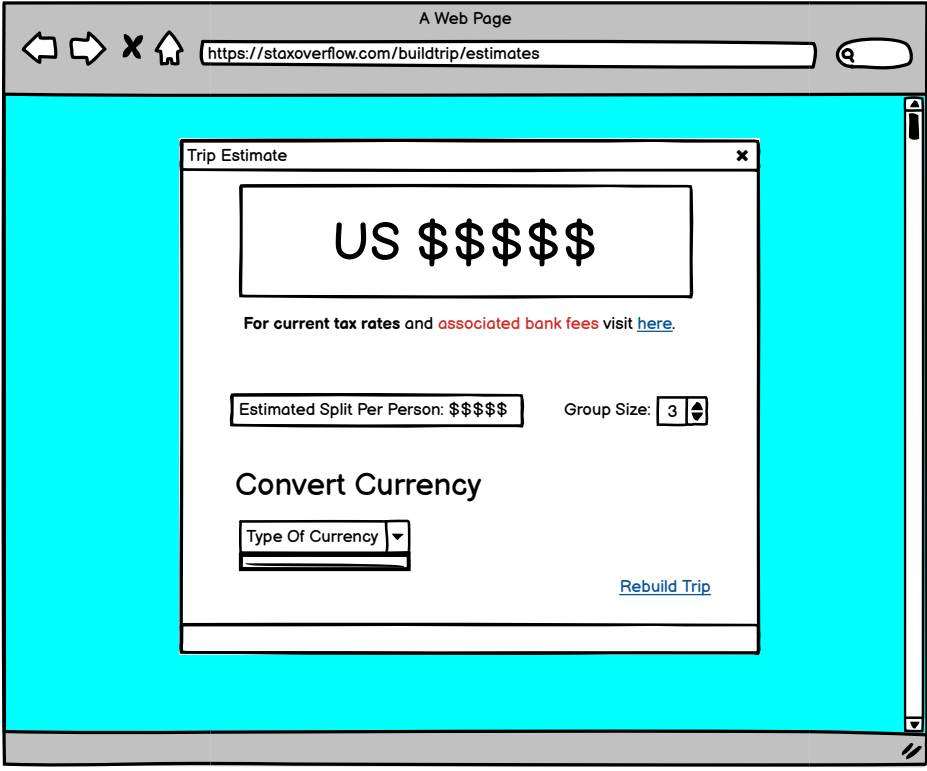 A Web Page
https://staxoverflow.com/buildtrip/estimates
Trip Estimate
US $$$$$
For current tax rates and associated bank fees visit here.
Estimated Split Per Person: $$$$$ Group Size: 3
Convert Currency
Type Of Currency
Rebuild Trip